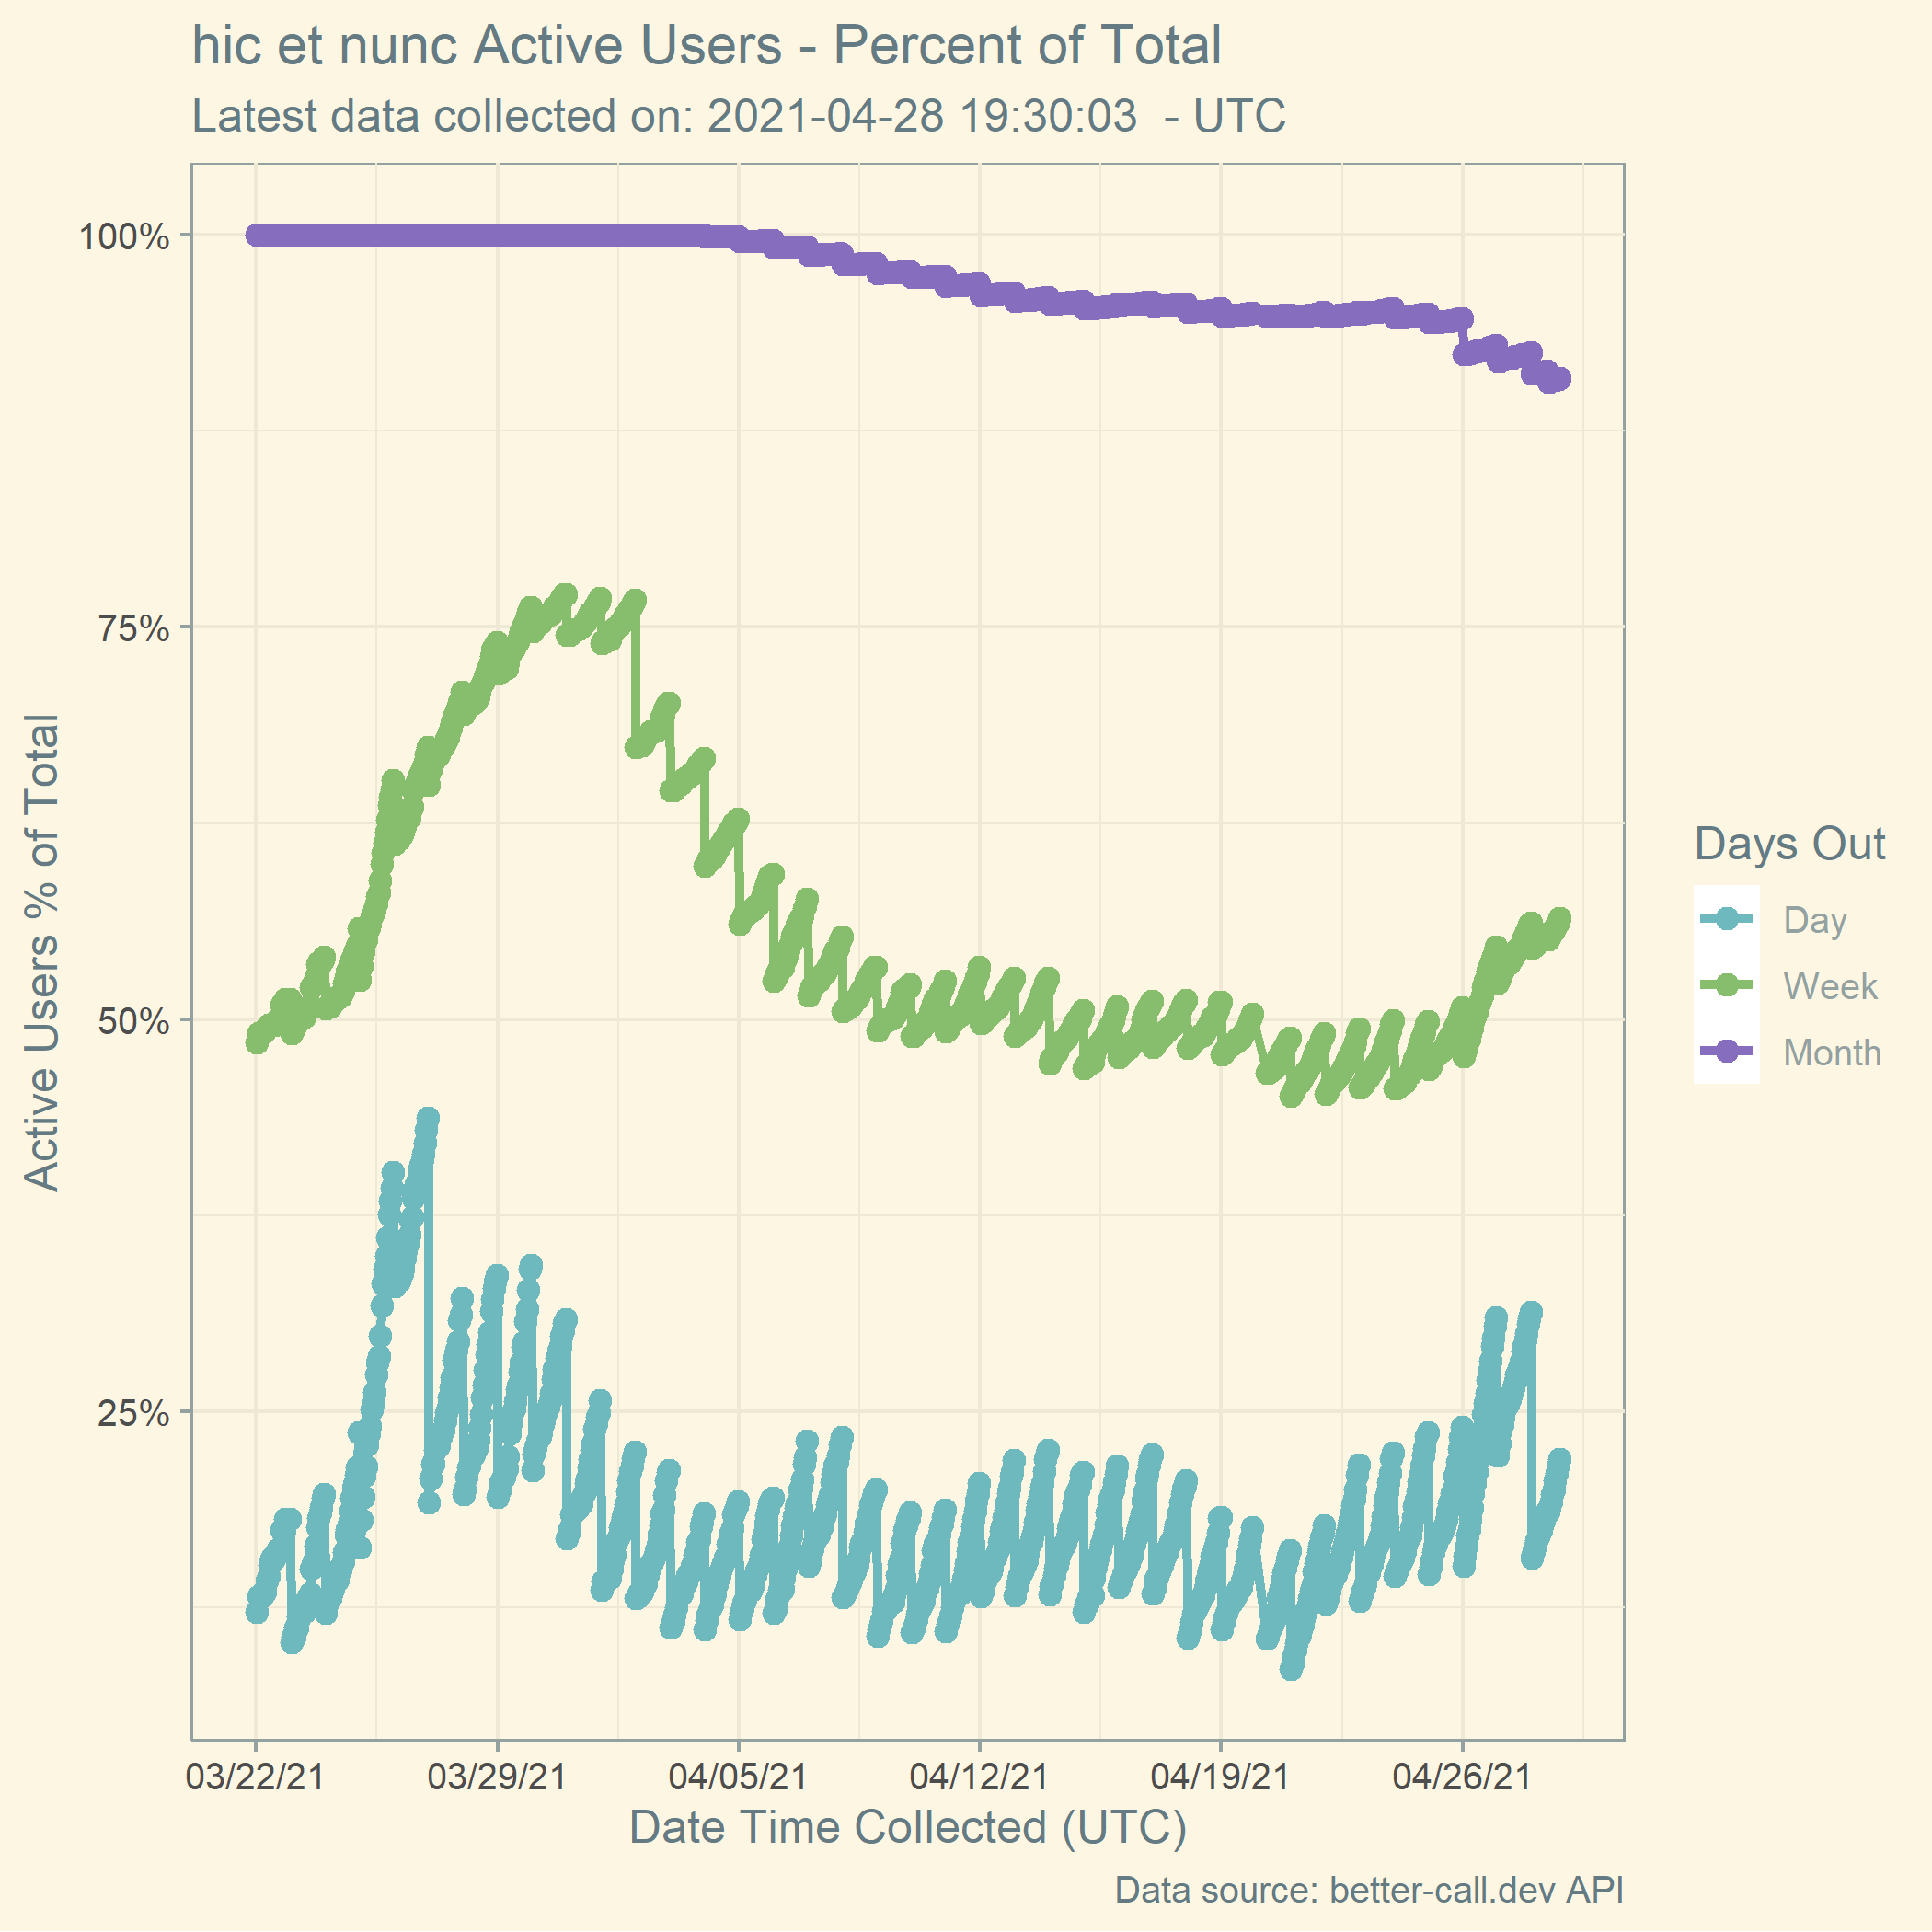 hic et nunc Active Users - Percent of Total
Latest data collected on: 2021-04-28 19:30:03  - UTC
100%
75%
50%
25%
Active Users % of Total
03/22/21 03/29/21 04/05/21 04/12/21 04/19/21 04/26/21
Date Time Collected (UTC)
Days Out
Day
Week
Month
Data source: better-call.dev API